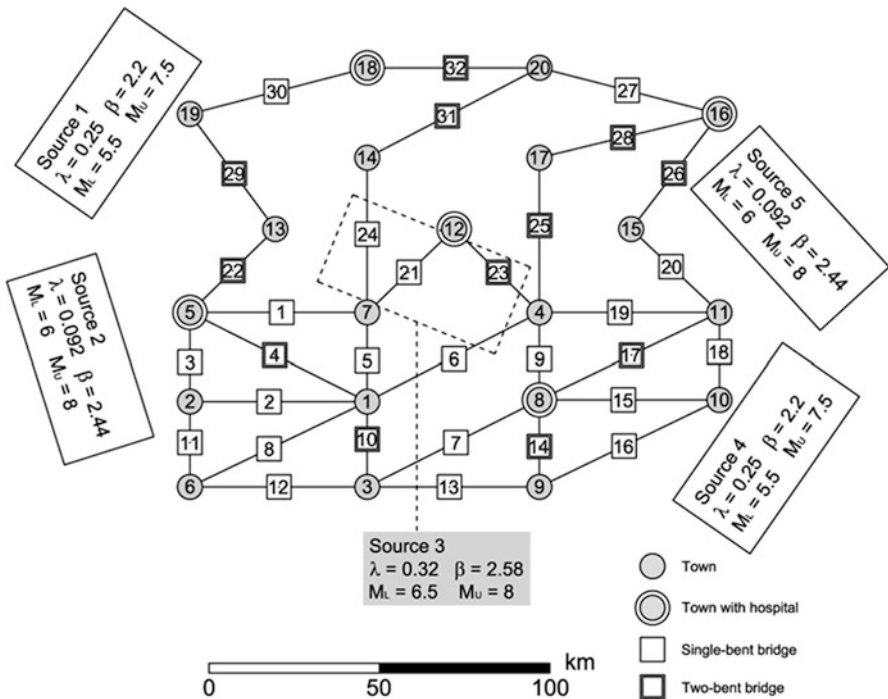 18 32 20
30 27
19 16
31
28
14 17
29 26
12
13 15
24 25
21 23 20
22
5 1 7 4 19 11
4 17
3 5 6 9 18
2 2 1 8 15 10
11 8 10 7 14 16
6 12 3 13 9
Source 1
λ = 0.25 β = 2.2
ML = 5.5 MU = 7.5
Source 2
λ = 0.092 β = 2.44
ML = 6 MU = 8
Source 5
λ = 0.092 β = 2.44
ML = 6 MU = 8
Source 4
λ = 0.25 β = 2.2
ML = 5.5 MU = 7.5
Source 3
λ = 0.32 β = 2.58
ML = 6.5 MU = 8
Town
Town with hospital
Single-bent bridge
Two-bent bridge
km
0 50 100